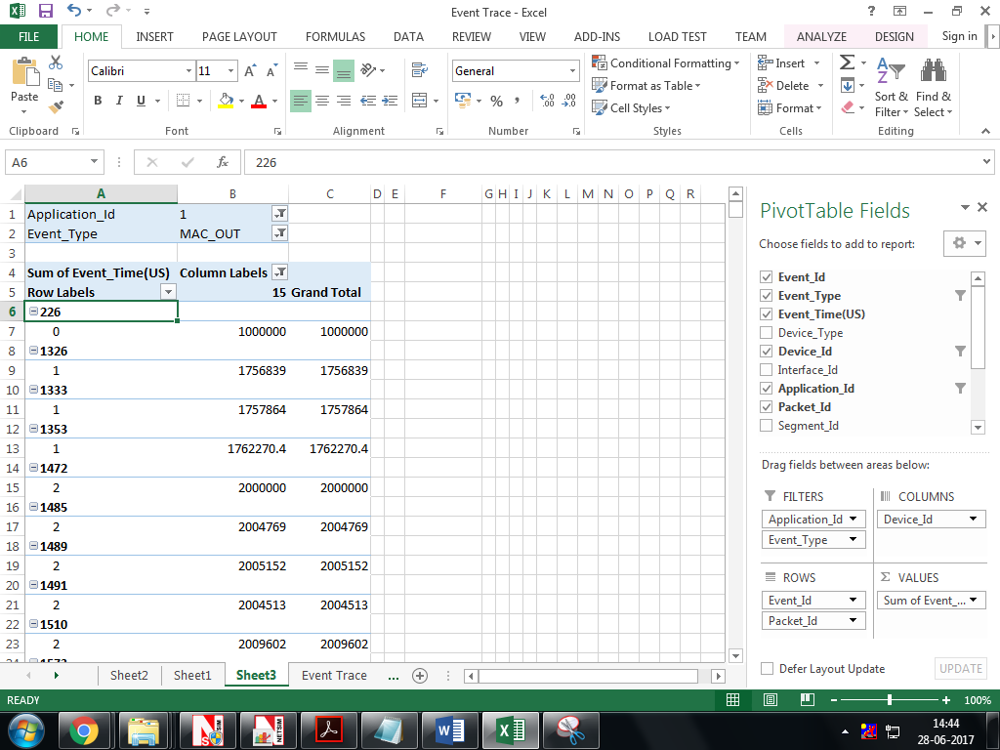 Event Trace - Excel
FILE HOME INSERT PAGE LAYOUT FORMULAS DATA REVIEW VIEW ADD-INS LOAD TEST TEAM ANALYZE DESIGN Sign in
Paste
Calibri 11
B I U
General
% ,
Conditional Formatting
Format as Table
Cell Styles
Insert
Delete
Format
Sort & Filter
Find & Select
Clipboard Font Alignment Number Styles Cells Editing
A6 fx 226
A B C D E F G H I J K L M N O P Q R
1 Application_Id 1
2 Event_Type MAC_OUT
3
4 Sum of Event_Time(US) Column Labels
5 Row Labels 15 Grand Total
6 226
7 0 1000000 1000000
8 1326
9 1 1756839 1756839
10 1333
11 1 1757864 1757864
12 1353
13 1 1762270.4 1762270.4
14 1472
15 2 2000000 2000000
16 1485
17 2 2004769 2004769
18 1489
19 2 2005152 2005152
20 1491
21 2 2004513 2004513
22 1510
23 2 2009602 2009602
PivotTable Fields
Choose fields to add to report:
Event_Id
Event_Type
Event_Time(US)
Device_Type
Device_Id
Interface_Id
Application_Id
Packet_Id
Segment_Id
Drag fields between areas below:
FILTERS
Application_Id
Event_Type
COLUMNS
Device_Id
ROWS
Event_Id
Packet_Id
VALUES
Sum of Event_...
Defer Layout Update UPDATE
Sheet2 Sheet1 Sheet3 Event Trace ...
READY 100%
14:44
28-06-2017